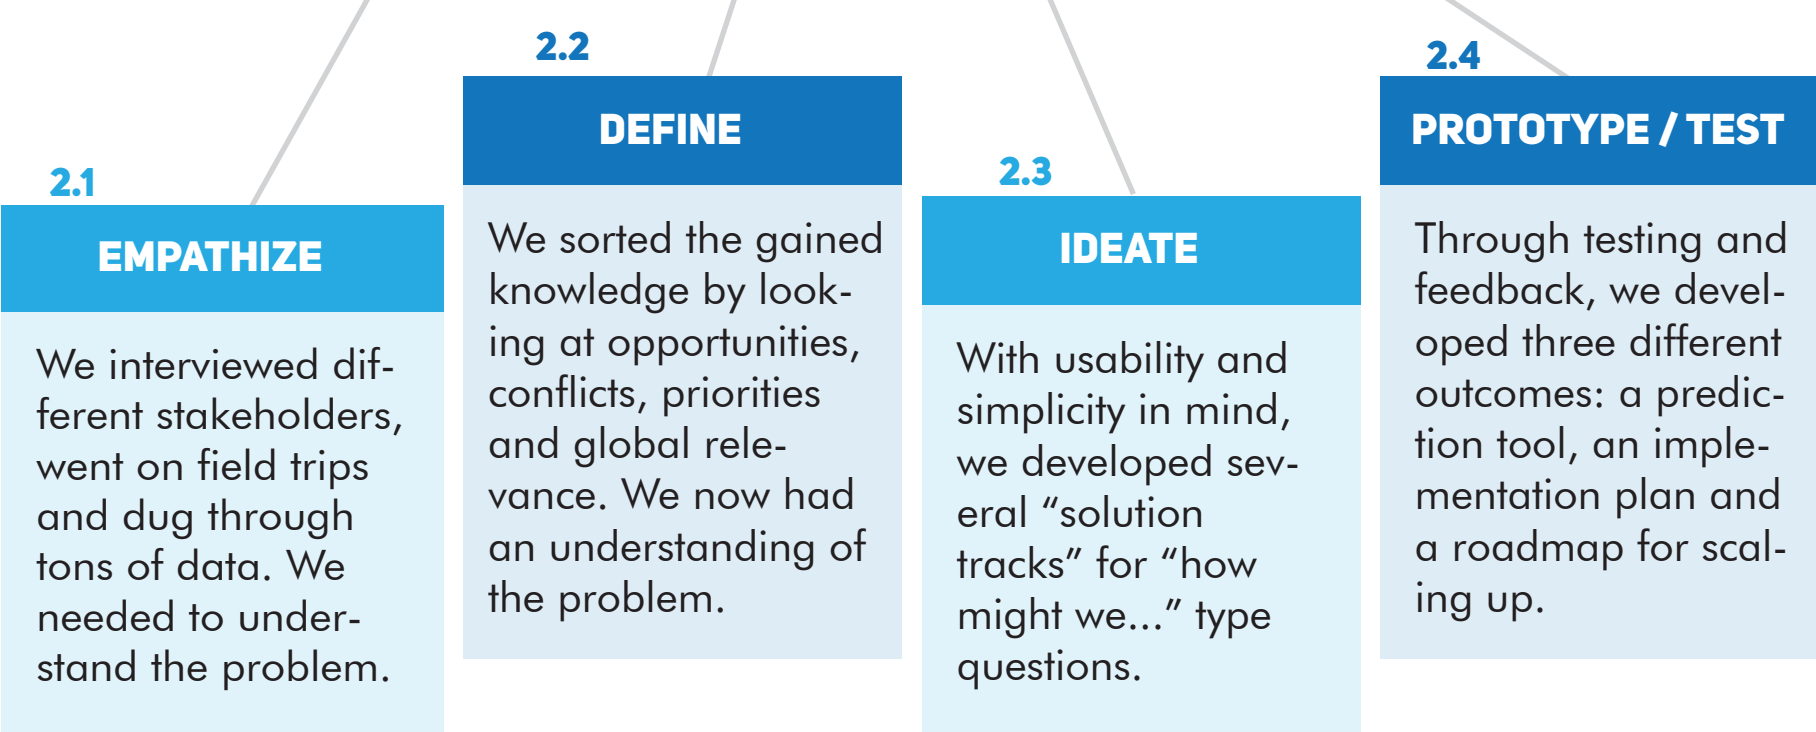 2.1
EMPATHIZE
We interviewed dif-
ferent stakeholders,
went on field trips
and dug through
tons of data. We
needed to under-
stand the problem.
2.2
DEFINE
We sorted the gained
knowledge by look-
ing at opportunities,
conflicts, priorities
and global rele-
vance. We now had
an understanding of
the problem.
2.3
IDEATE
With usability and
simplicity in mind,
we developed sev-
eral “solution
tracks” for “how
might we...” type
questions.
2.4
PROTOTYPE / TEST
Through testing and
feedback, we devel-
oped three different
outcomes: a predic-
tion tool, an imple-
mentation plan and
a roadmap for scal-
ing up.